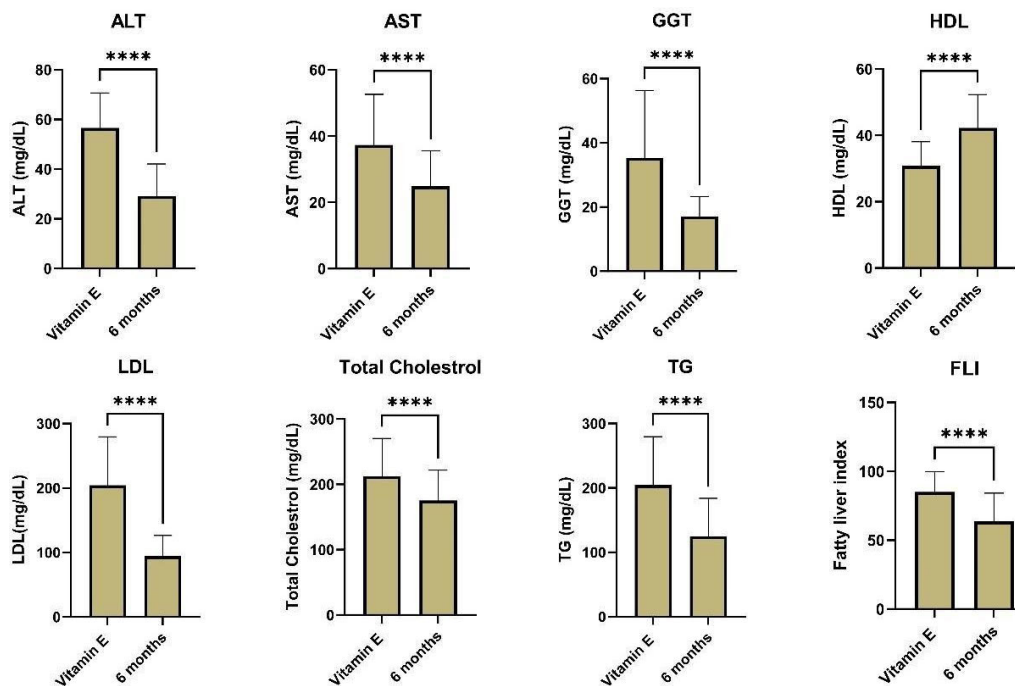 ALT
****
80
60
40
20
0
ALT (mg/dL)
Vitamin E
6 months
AST
****
60
40
20
0
AST (mg/dL)
Vitamin E
6 months
GGT
****
60
40
20
0
GGT (mg/dL)
Vitamin E
6 months
HDL
****
60
40
20
0
HDL (mg/dL)
Vitamin E
6 months
LDL
****
300
200
100
0
LDL(mg/dL)
Vitamin E
6 months
Total Cholestrol
****
300
200
100
0
Total Cholestrol (mg/dL)
Vitamin E
6 months
TG
****
300
200
100
0
TG (mg/dL)
Vitamin E
6 months
FLI
****
150
100
50
0
Fatty liver index
Vitamin E
6 months